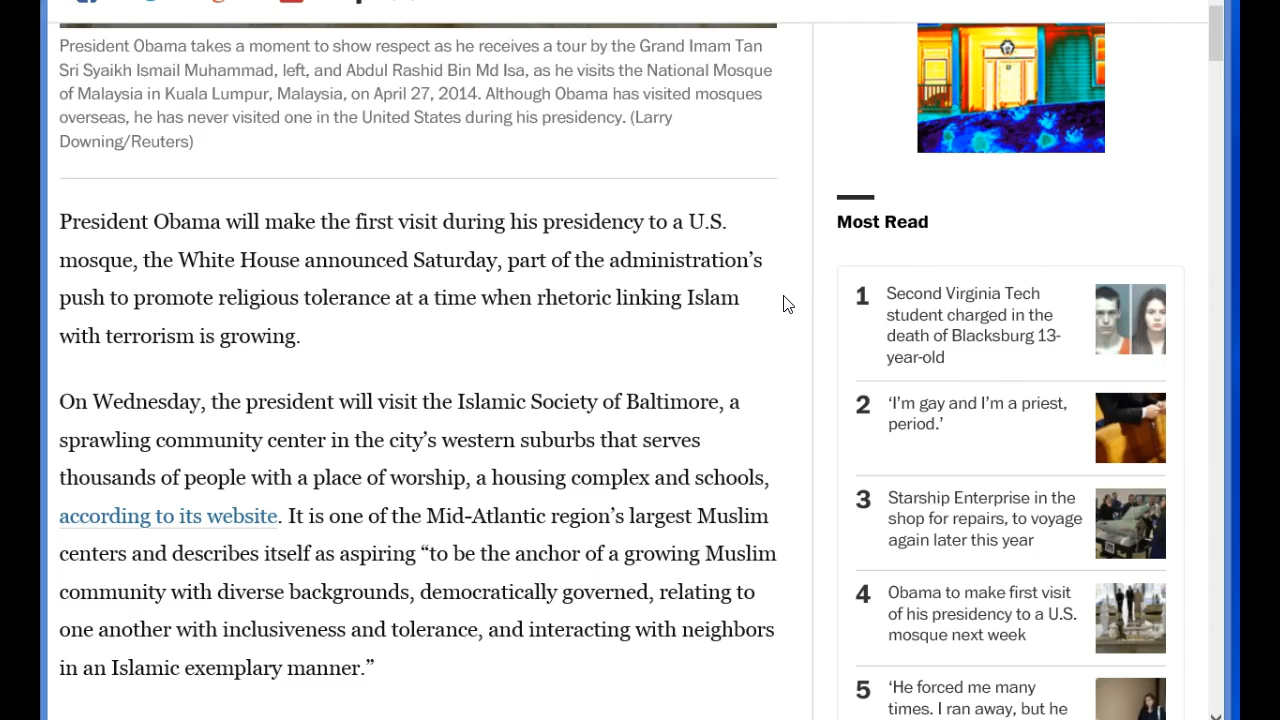 President Obama takes a moment to show respect as he receives a tour by the Grand Imam Tan
Sri Syaikh Ismail Muhammad, left, and Abdul Rashid Bin Md Isa, as he visits the National Mosque
of Malaysia in Kuala Lumpur, Malaysia, on April 27, 2014. Although Obama has visited mosques
overseas, he has never visited one in the United States during his presidency. (Larry
Downing/Reuters)
President Obama will make the first visit during his presidency to a U.S.
mosque, the White House announced Saturday, part of the administration’s
push to promote religious tolerance at a time when rhetoric linking Islam
with terrorism is growing.
On Wednesday, the president will visit the Islamic Society of Baltimore, a
sprawling community center in the city’s western suburbs that serves
thousands of people with a place of worship, a housing complex and schools,
according to its website. It is one of the Mid-Atlantic region’s largest Muslim
centers and describes itself as aspiring “to be the anchor of a growing Muslim
community with diverse backgrounds, democratically governed, relating to
one another with inclusiveness and tolerance, and interacting with neighbors
in an Islamic exemplary manner.”
Most Read
1 Second Virginia Tech
student charged in the
death of Blacksburg 13-
year-old
2 ‘I’m gay and I’m a priest,
period.’
3 Starship Enterprise in the
shop for repairs, to voyage
again later this year
4 Obama to make first visit
of his presidency to a U.S.
mosque next week
5 ‘He forced me many
times. I ran away, but he